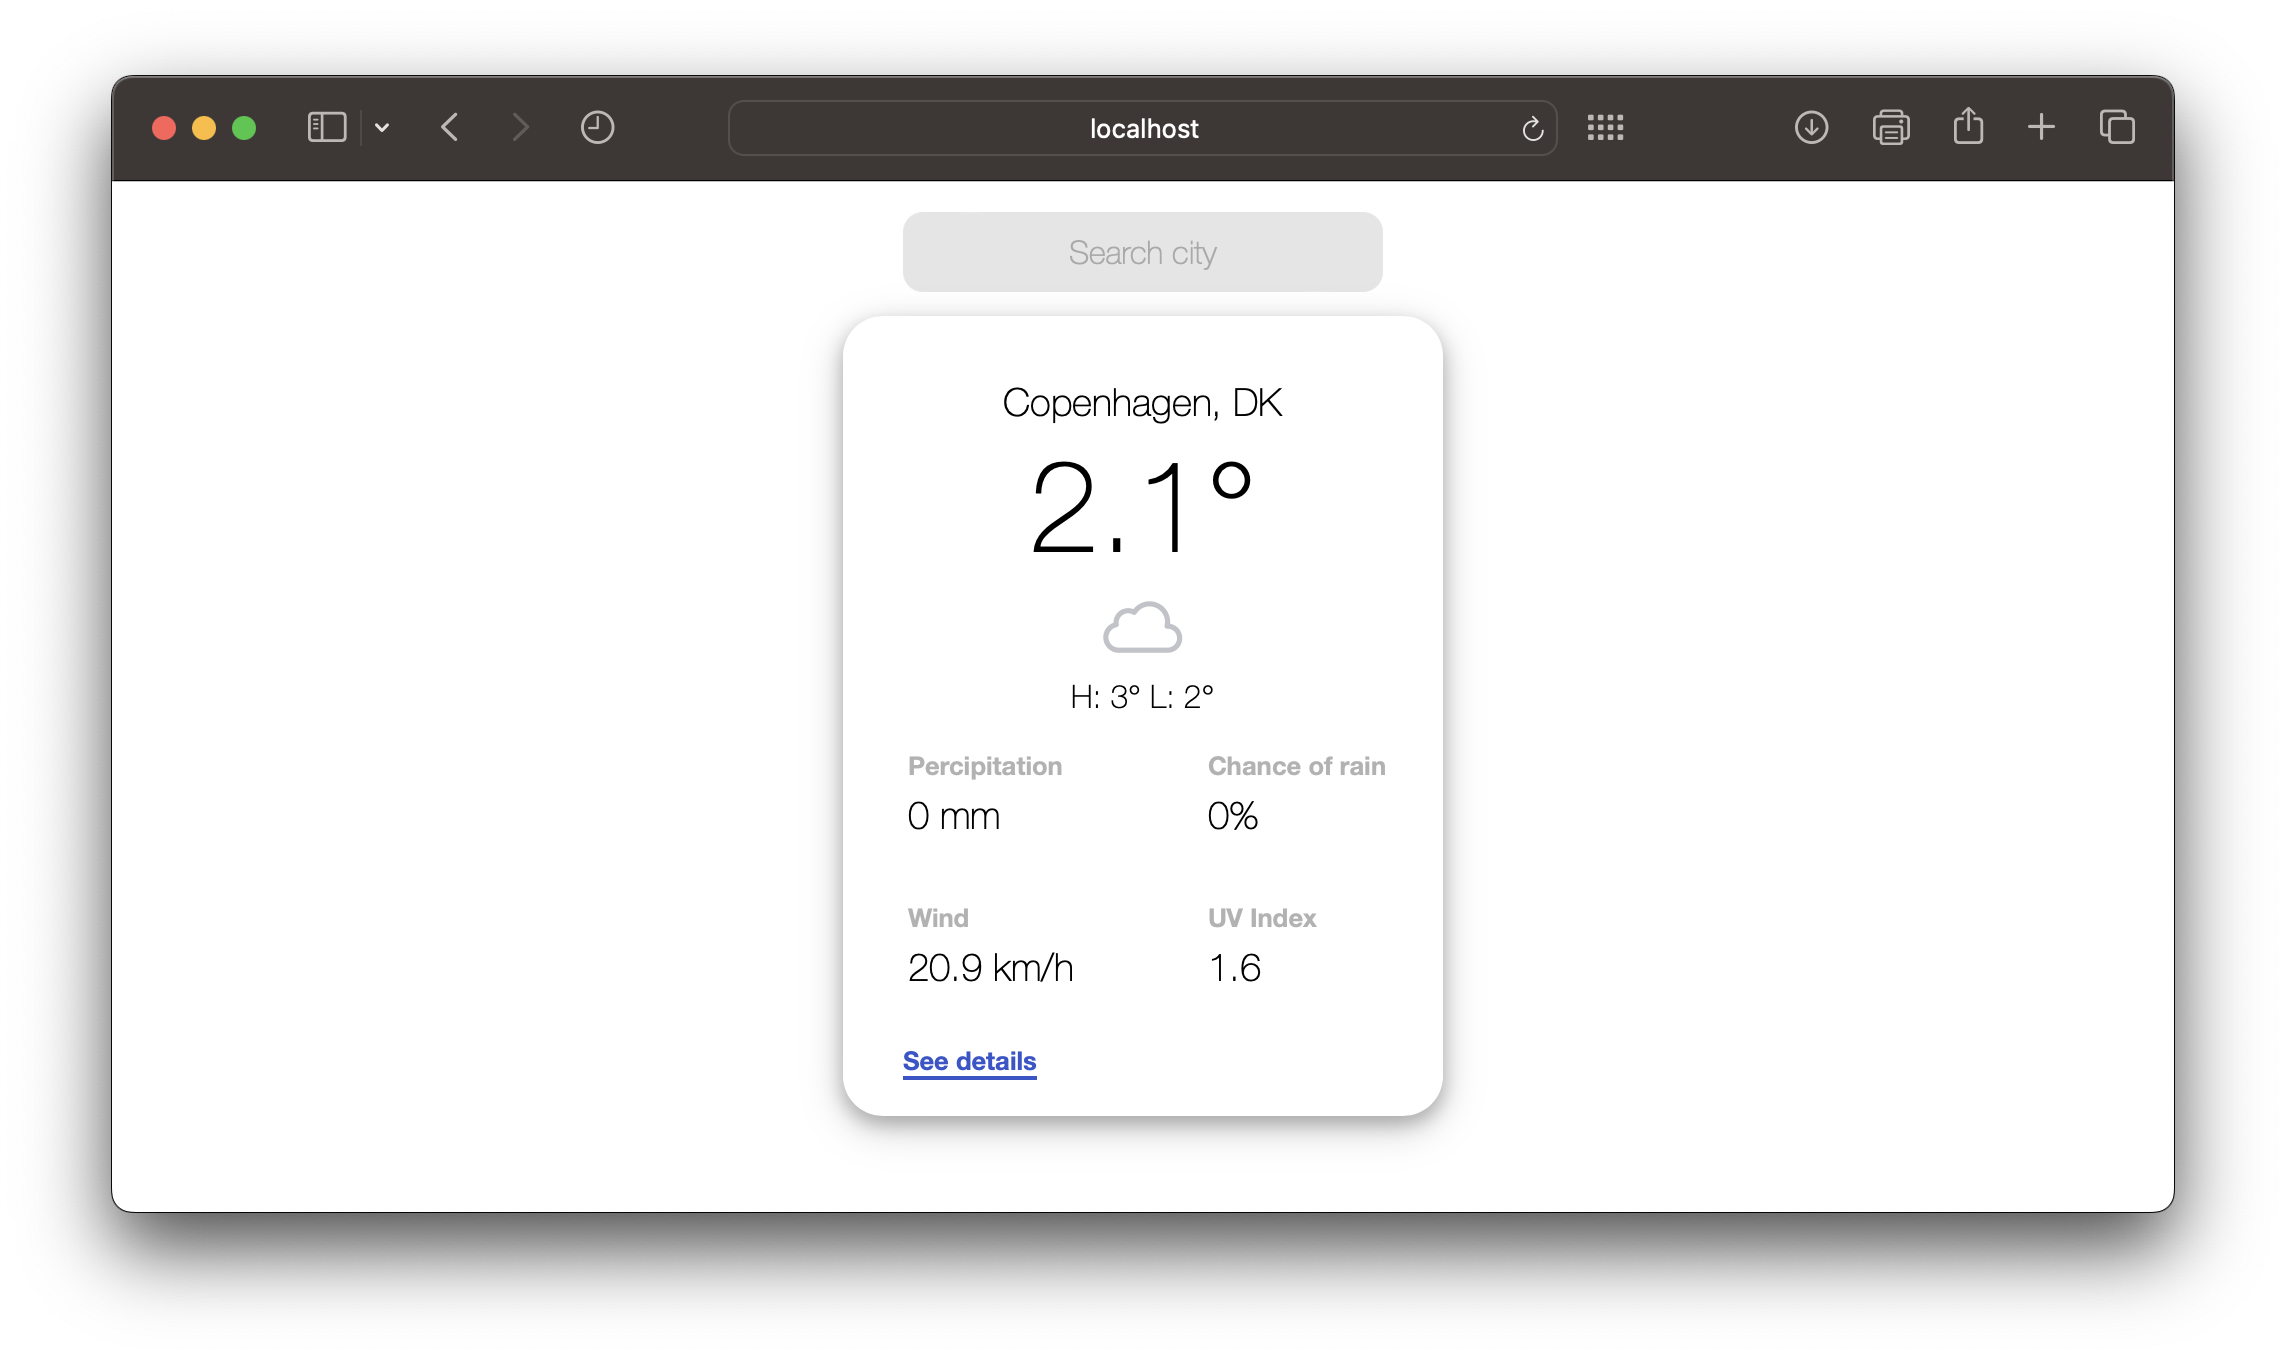 localhost
Search city
Copenhagen, DK
2.1°
H: 3° L: 2°
Percipitation
Chance of rain
0 mm
0%
Wind
UV Index
20.9 km/h
1.6
See details